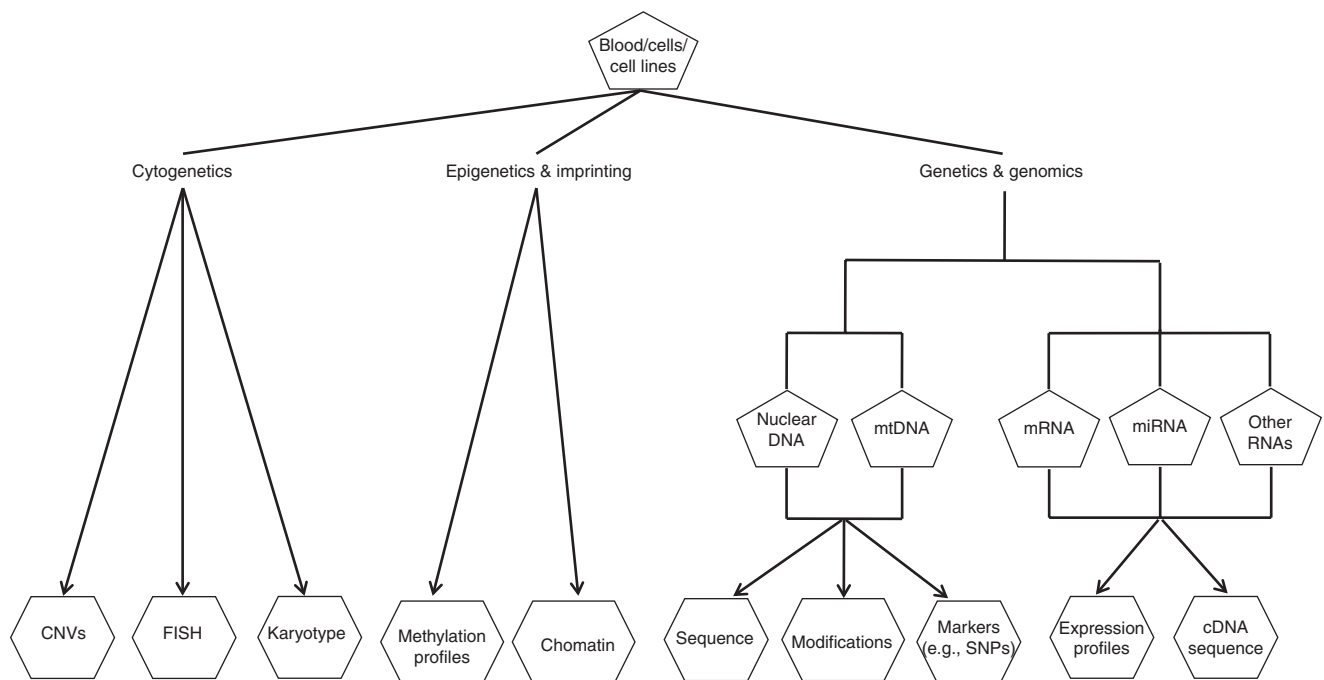 Blood/cells/
cell lines
Cytogenetics
Epigenetics & imprinting
Genetics & genomics
Nuclear
DNA
mtDNA
mRNA
miRNA
Other
RNAs
CNVs
FISH
Karyotype
Methylation
profiles
Chomatin
Sequence
Modifications
Markers
(e.g., SNPs)
Expression
profiles
cDNA
sequence